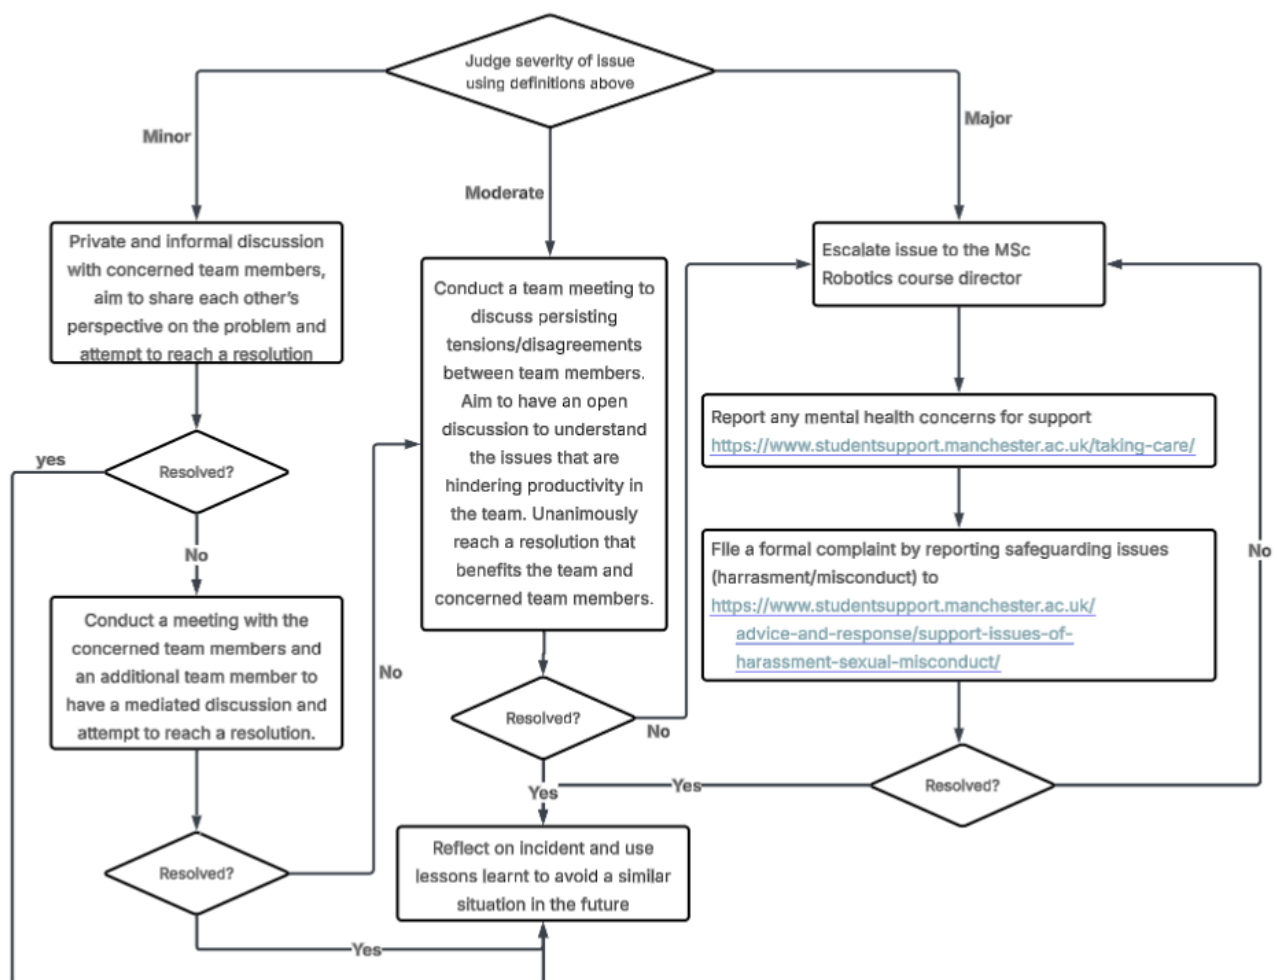 Judge severity of issue
using definitions above
Minor
Moderate
Major
Private and informal discussion
with concerned team members,
aim to share each other's
perspective on the problem and
attempt to reach a resolution
Resolved?
yes
No
Conduct a meeting with the
concerned team members and
an additional team member to
have a mediated discussion and
attempt to reach a resolution.
Resolved?
No
Yes
Conduct a team meeting to
discuss persisting
tensions/disagreements
between team members.
Aim to have an open
discussion to understand
the issues that are
hindering productivity in
the team. Unanimously
reach a resolution that
benefits the team and
concerned team members.
Resolved?
No
Yes
Reflect on incident and use
lessons learnt to avoid a similar
situation in the future
Escalate issue to the MSc
Robotics course director
Report any mental health concerns for support
https://www.studentsupport.manchester.ac.uk/taking-care/
FIle a formal complaint by reporting safeguarding issues
(harrasment/misconduct) to
https://www.studentsupport.manchester.ac.uk/
advice-and-response/support-issues-of-
harassment-sexual-misconduct/
Resolved?
Yes
No